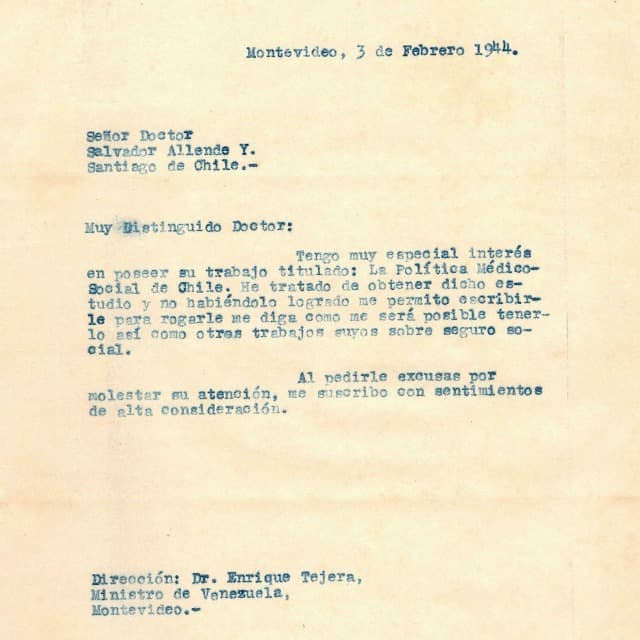 Montevideo, 3 de Febrero 1944.
Señor Doctor
Salvador Allende Y.
Santiago de Chile.-
Muy Distinguido Doctor:
Tengo muy especial interés
en poseer su trabajo titulado: La Política Médico-
Social de Chile. He tratado de obtener dicho es-
tudio y no habiéndolo logrado me permito escribir-
le para rogarle me diga como me será posible tener-
lo así como otros trabajos suyos sobre seguro so-
cial.
Al pedirle excusas por
molestar su atención, me suscribo con sentimientos
de alta consideración.
Dirección: Dr. Enrique Tejera,
Ministro de Venezuela,
Montevideo.-